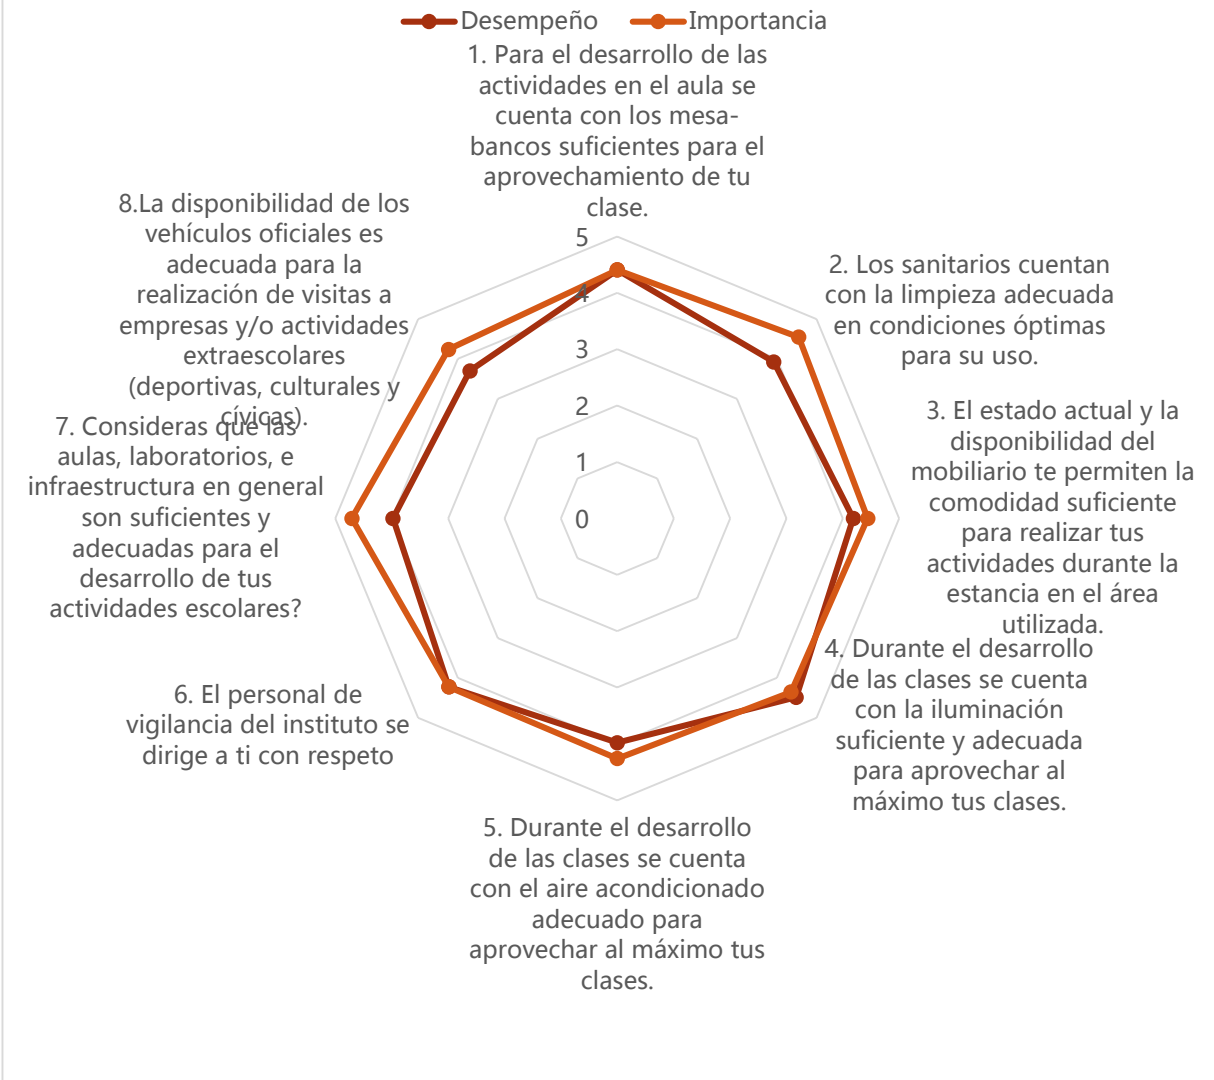 Desempeño Importancia
1. Para el desarrollo de las
actividades en el aula se
cuenta con los mesa-
bancos suficientes para el
aprovechamiento de tu
clase.
2. Los sanitarios cuentan
con la limpieza adecuada
en condiciones óptimas
para su uso.
3. El estado actual y la
disponibilidad del
mobiliario te permiten la
comodidad suficiente
para realizar tus
actividades durante la
estancia en el área
utilizada.
4. Durante el desarrollo
de las clases se cuenta
con la iluminación
suficiente y adecuada
para aprovechar al
máximo tus clases.
5. Durante el desarrollo
de las clases se cuenta
con el aire acondicionado
adecuado para
aprovechar al máximo tus
clases.
6. El personal de
vigilancia del instituto se
dirige a ti con respeto
7. Consideras que las
aulas, laboratorios, e
infraestructura en general
son suficientes y
adecuadas para el
desarrollo de tus
actividades escolares?
8.La disponibilidad de los
vehículos oficiales es
adecuada para la
realización de visitas a
empresas y/o actividades
extraescolares
(deportivas, culturales y
cívicas).
5
4
3
2
1
0